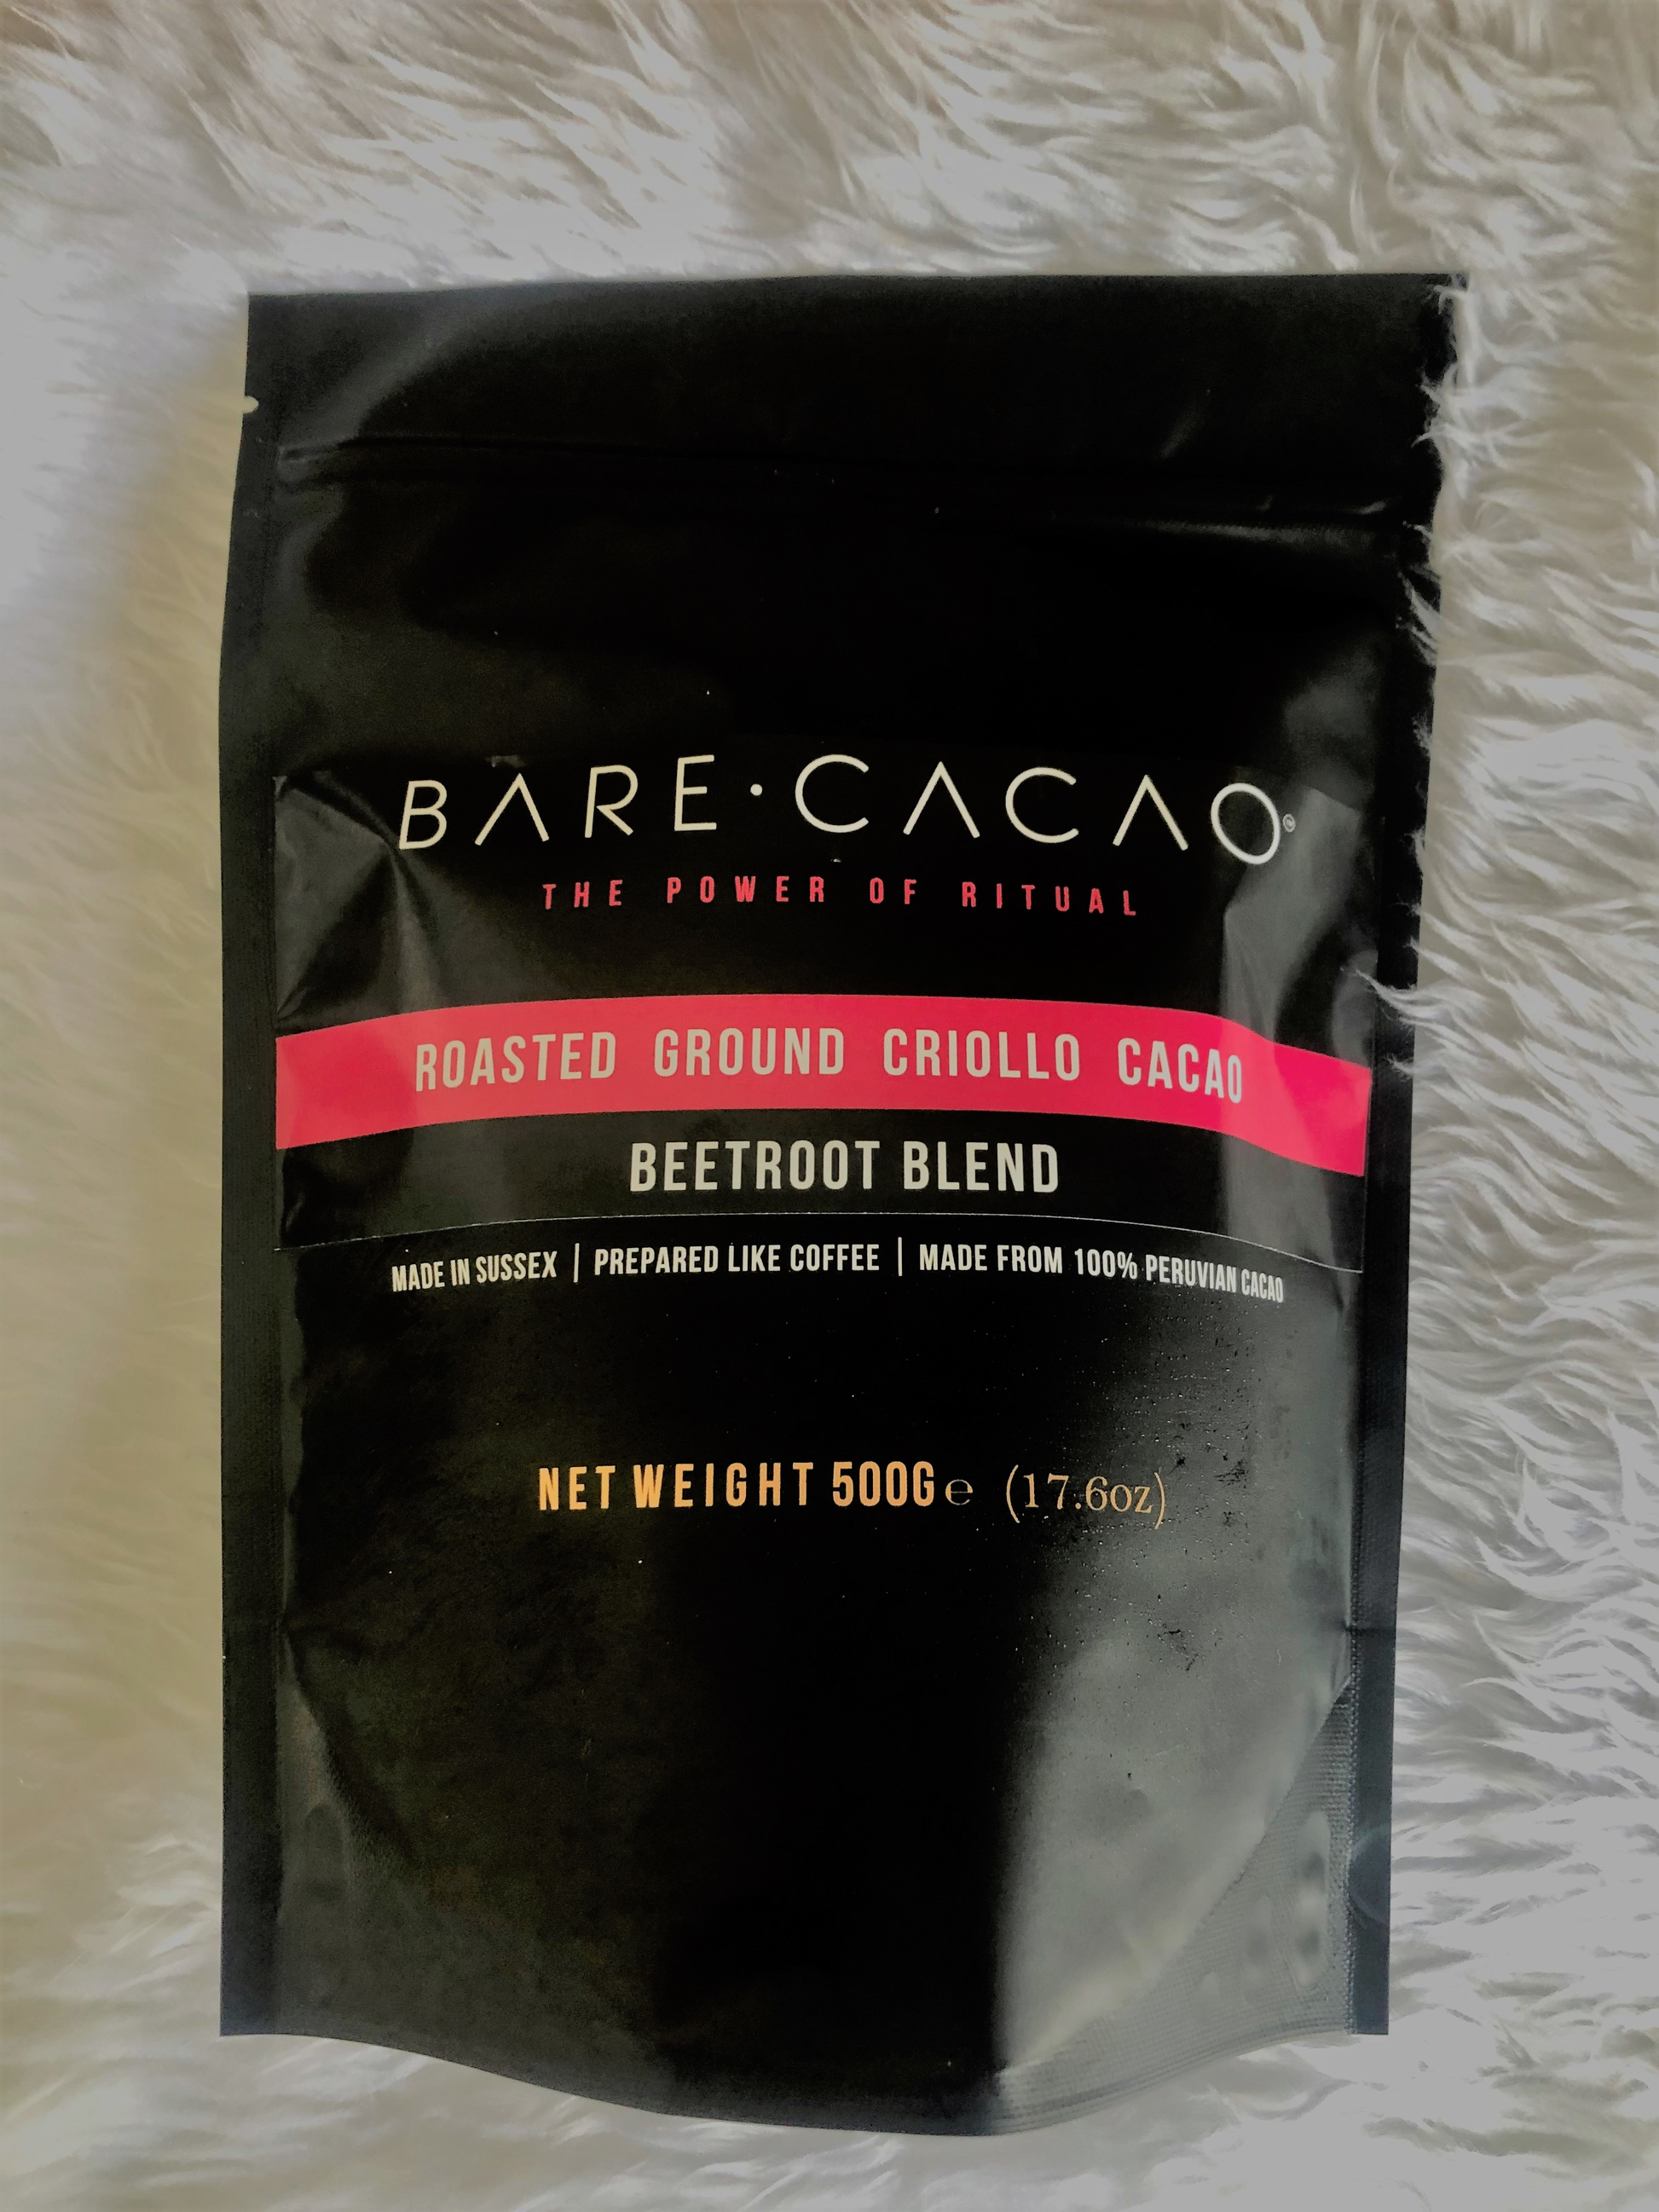 BARE·CACAO®
THE POWER OF RITUAL
ROASTED GROUND CRIOLLO CACAO
BEETROOT BLEND
MADE IN SUSSEX | PREPARED LIKE COFFEE | MADE FROM 100% PERUVIAN CACAO
NET WEIGHT 500G e (17.6oz)